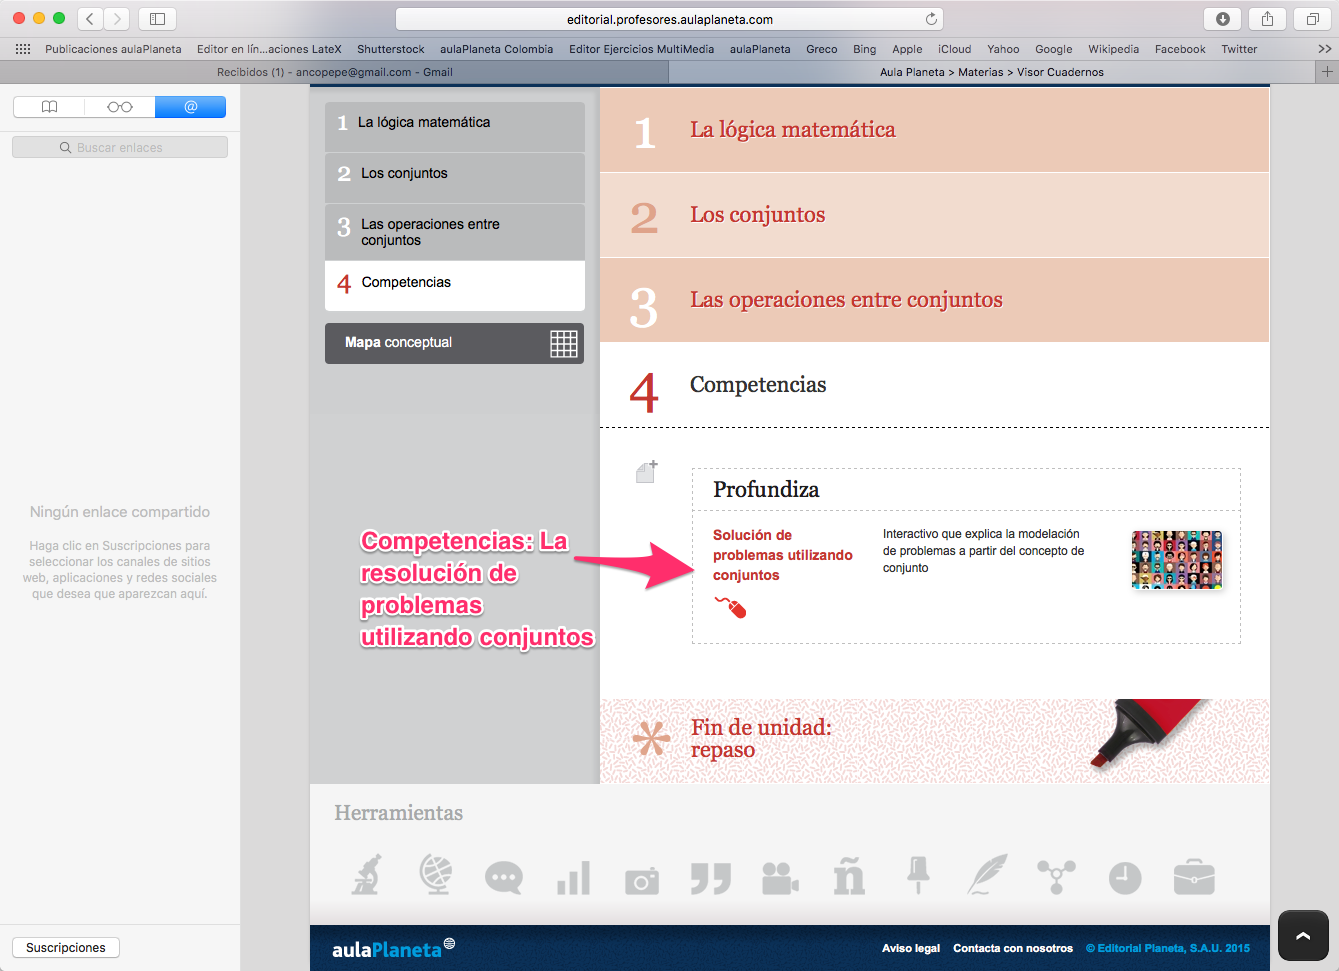 editorial.profesores.aulaplaneta.com
Publicaciones aulaPlaneta
Editor en lín...aciones LateX
Shutterstock
aulaPlaneta Colombia
Editor Ejercicios MultiMedia
aulaPlaneta
Greco
Bing
Apple
iCloud
Yahoo
Google
Wikipedia
Facebook
Twitter
Recibidos (1) - ancopepe@gmail.com - Gmail
Aula Planeta > Materias > Visor Cuadernos
@
Buscar enlaces
Ningún enlace compartido
Haga clic en Suscripciones para
seleccionar los canales de sitios
web, aplicaciones y redes sociales
que desea que aparezcan aquí.
Suscripciones
1 La lógica matemática
2 Los conjuntos
3 Las operaciones entre
conjuntos
4 Competencias
Mapa conceptual
1 La lógica matemática
2 Los conjuntos
3 Las operaciones entre conjuntos
4 Competencias
Profundiza
Solución de
problemas utilizando
conjuntos
Interactivo que explica la modelación
de problemas a partir del concepto de
conjunto
Competencias: La
resolución de
problemas
utilizando conjuntos
* Fin de unidad:
repaso
Herramientas
ñ
aulaPlaneta
Aviso legal
Contacta con nosotros
© Editorial Planeta, S.A.U. 2015